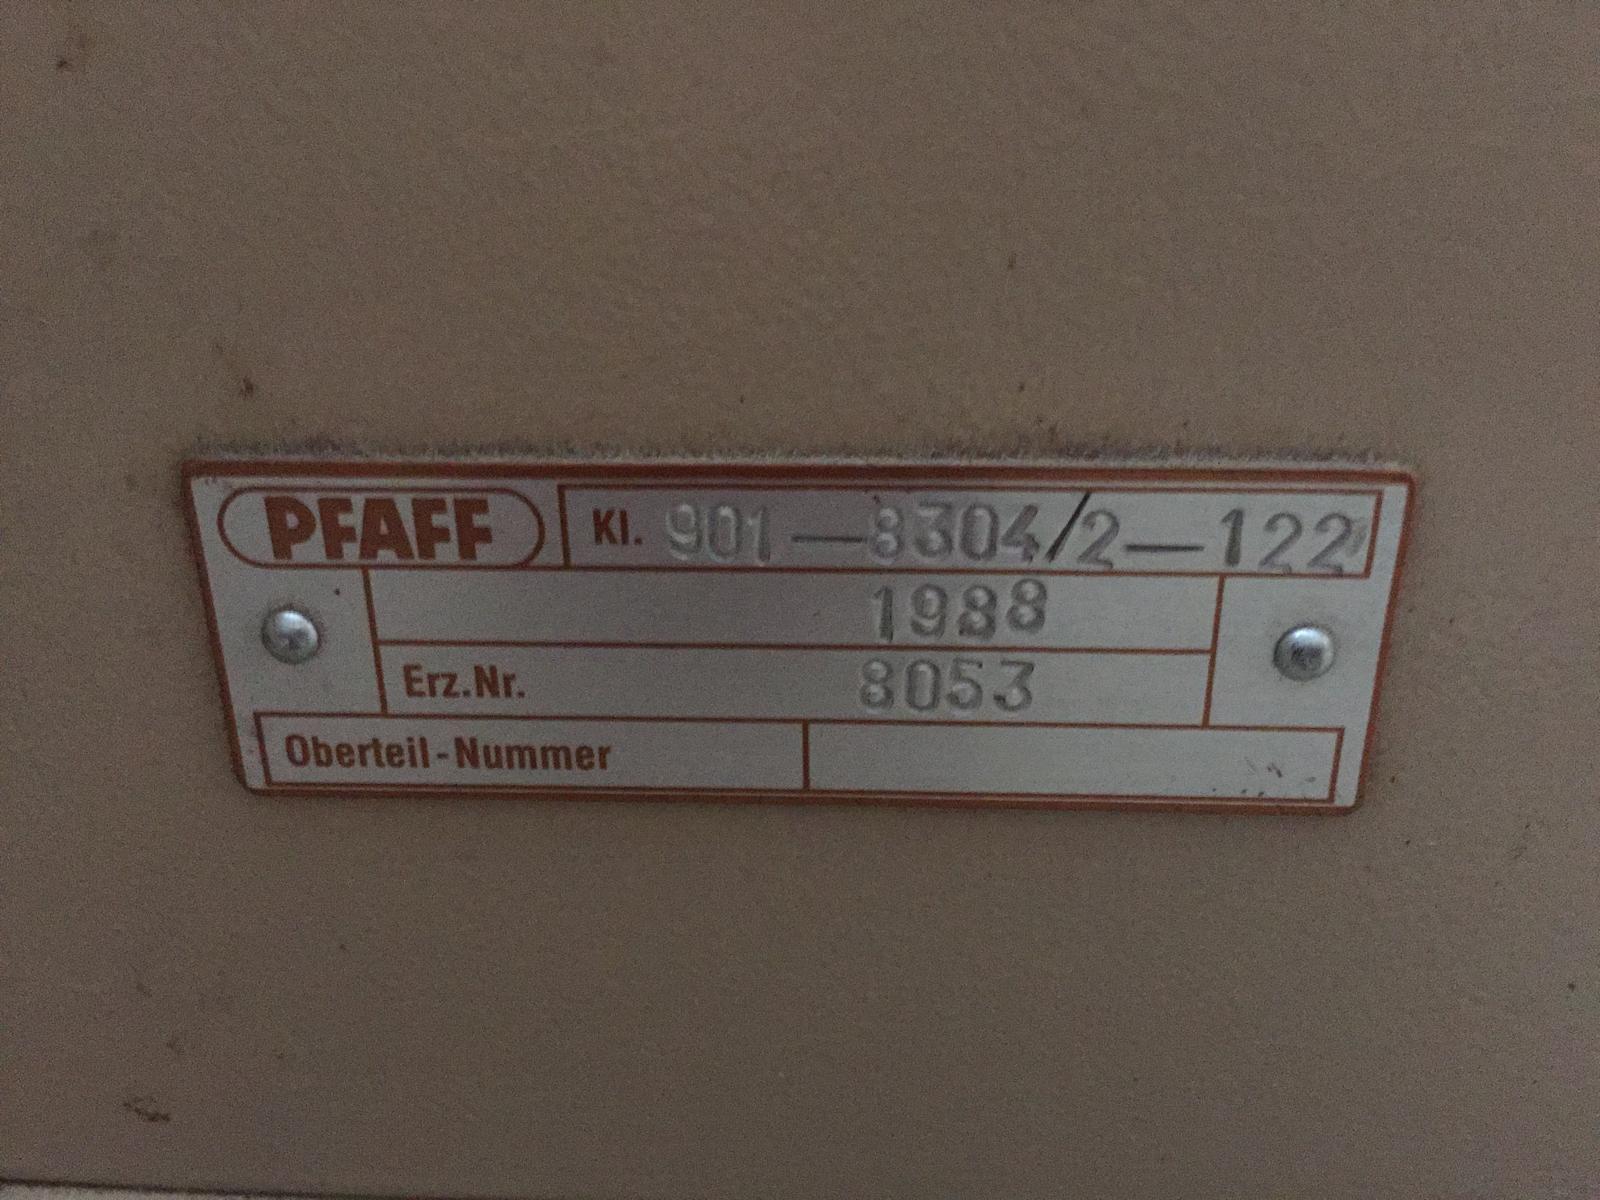 PFAFF Kl. 901-8304/2-122
1988
Erz.Nr. 8053
Oberteil-Nummer